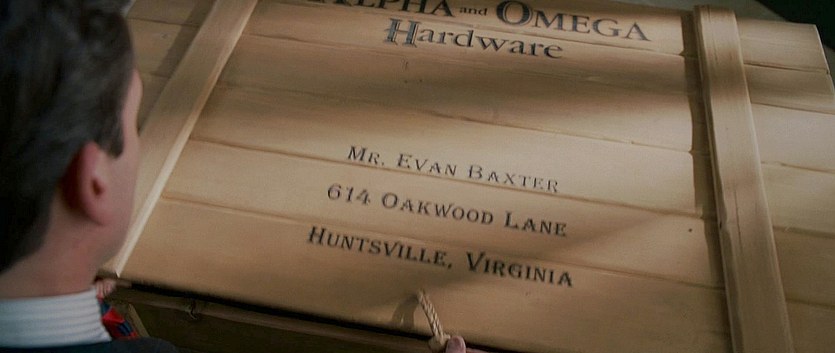 Alpha and Omega
Hardware
Mr. Evan Baxter
614 Oakwood Lane
Huntsville, Virginia